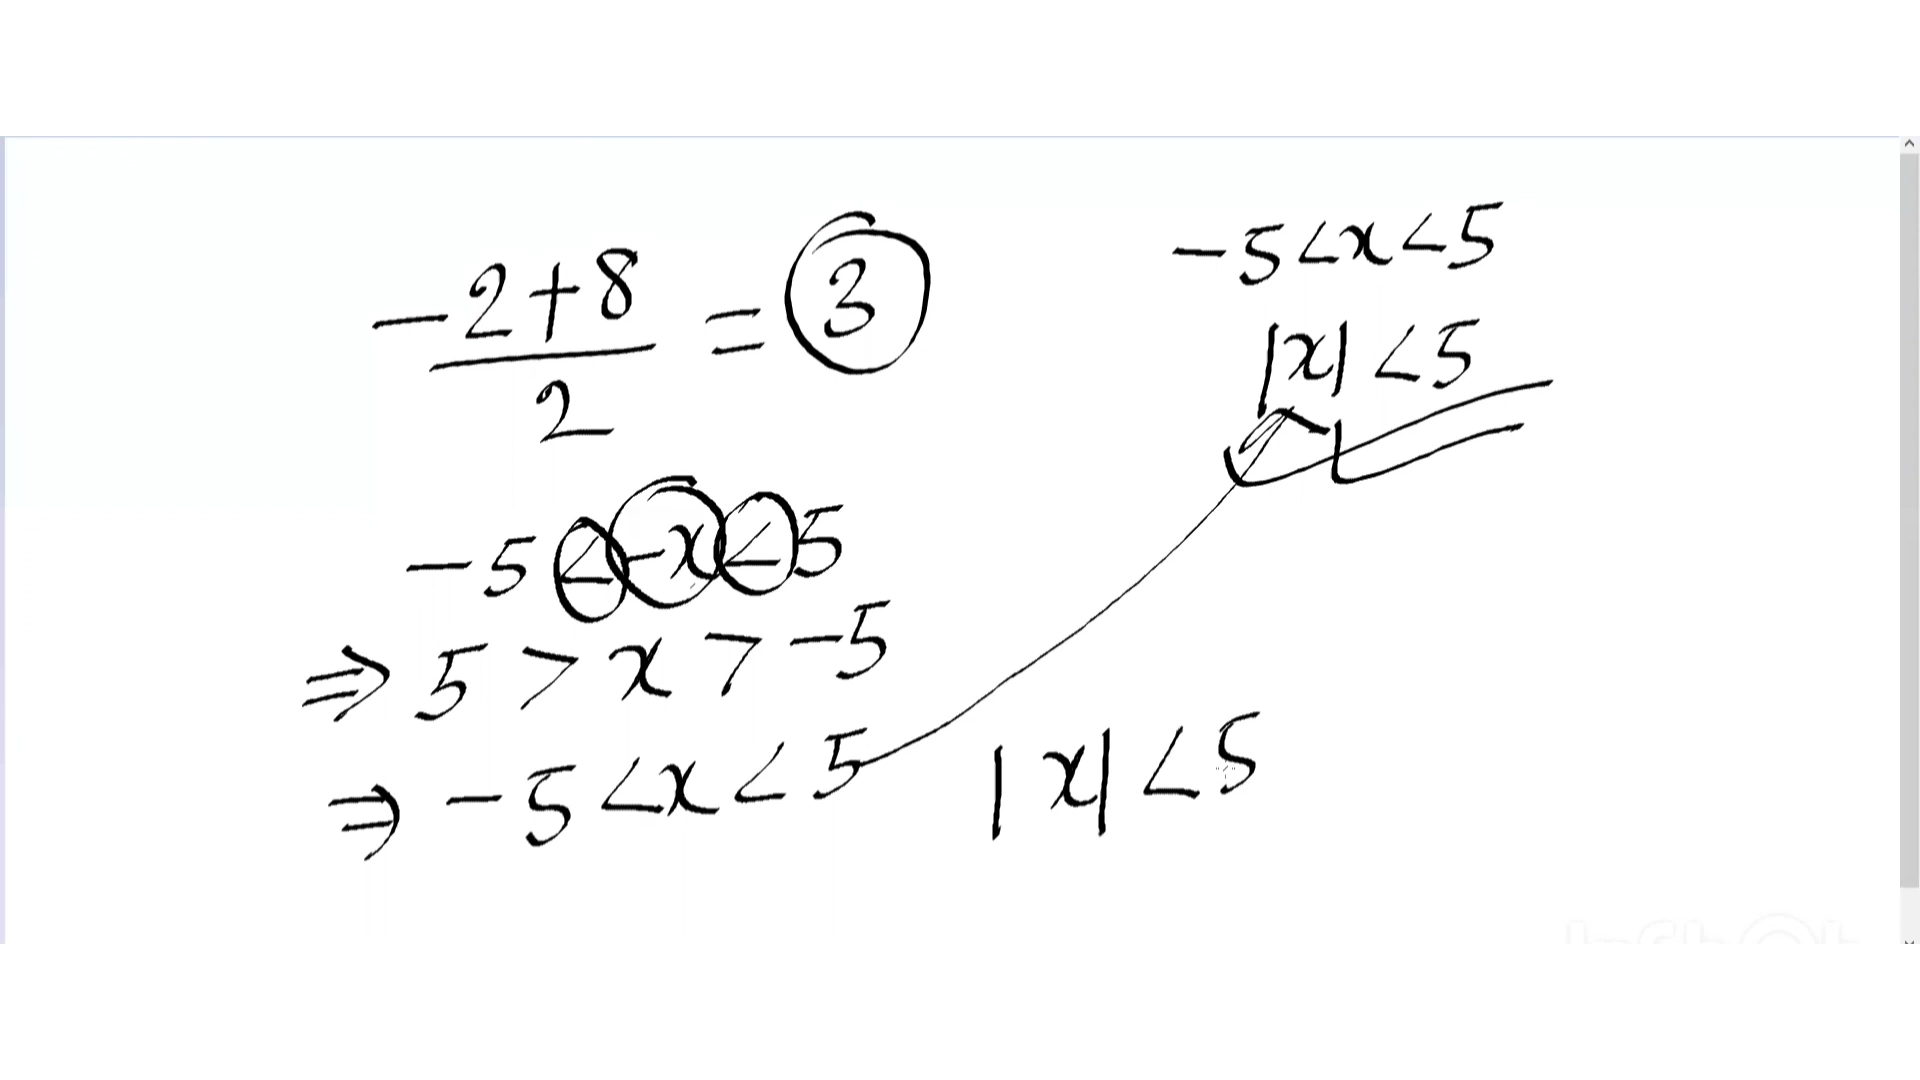 (-2+8)/2 = 3
-5<x<5
|x|<5
-5<-x<5
⇒ 5>x>-5
⇒ -5<x<5
|x|<5